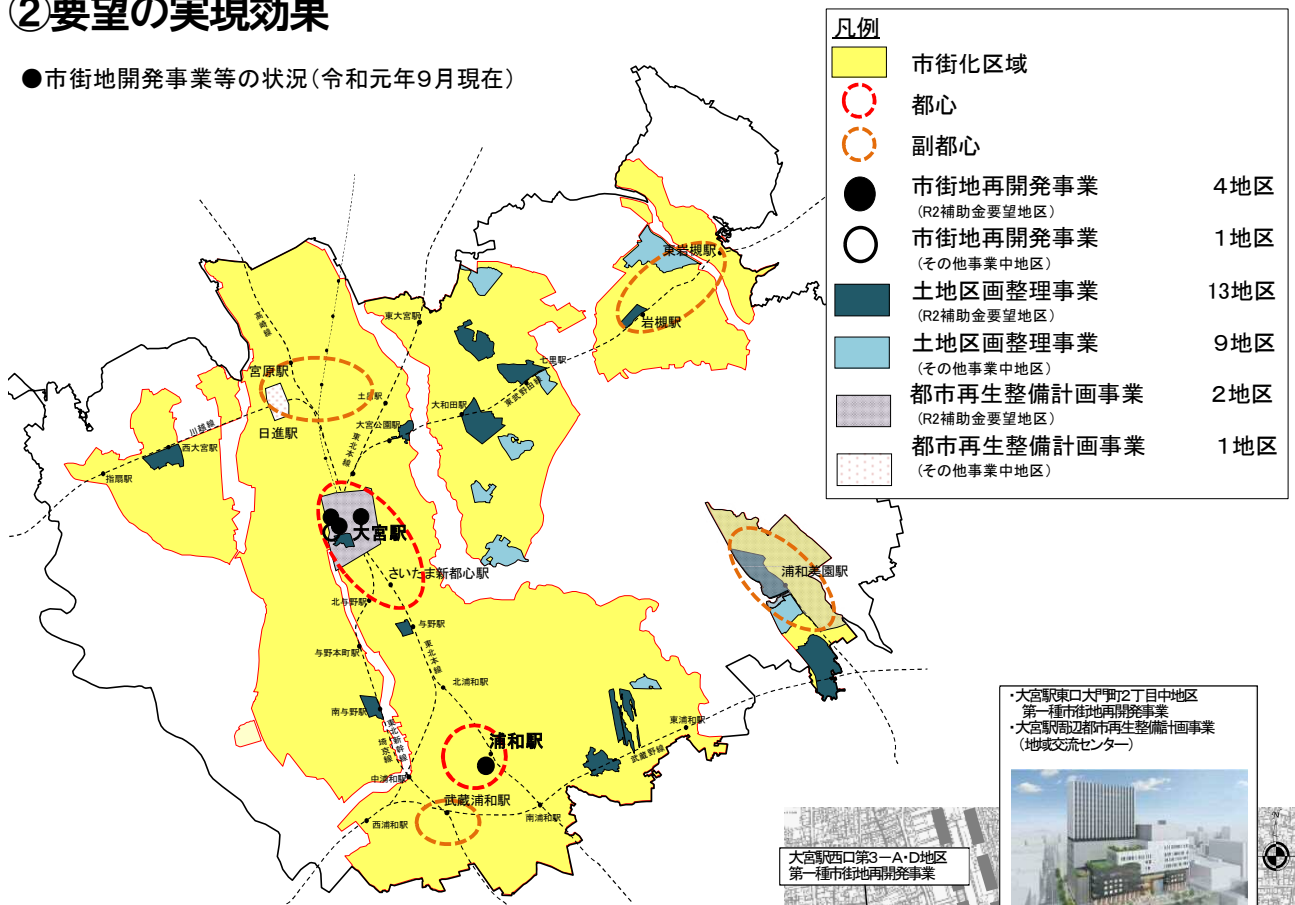 ②要望の実現効果
●市街地開発事業等の状況(令和元年9月現在)
凡例
市街化区域
都心
副都心
市街地再開発事業 4地区
(R2補助金要望地区)
市街地再開発事業 1地区
(その他事業中地区)
土地区画整理事業 13地区
(R2補助金要望地区)
土地区画整理事業 9地区
(その他事業中地区)
都市再生整備計画事業 2地区
(R2補助金要望地区)
都市再生整備計画事業 1地区
(その他事業中地区)
東岩槻駅
岩槻駅
高崎線
東大宮駅
七里駅
宮原駅
土呂駅
東武野田線
大和田駅
日進駅
川越線
大宮公園駅
西大宮駅
東北本線
指扇駅
大宮駅
さいたま新都心駅
浦和美園駅
北与野駅
与野駅
東北本線
与野本町駅
北浦和駅
南与野駅
東北新幹線
埼京線
東浦和駅
浦和駅
武蔵野線
中浦和駅
武蔵浦和駅
西浦和駅
南浦和駅
・大宮駅東口大門町2丁目中地区
第一種市街地再開発事業
・大宮駅周辺都市再生整備計画事業
(地域交流センター)
大宮駅西口第3-A・D地区
第一種市街地再開発事業
N